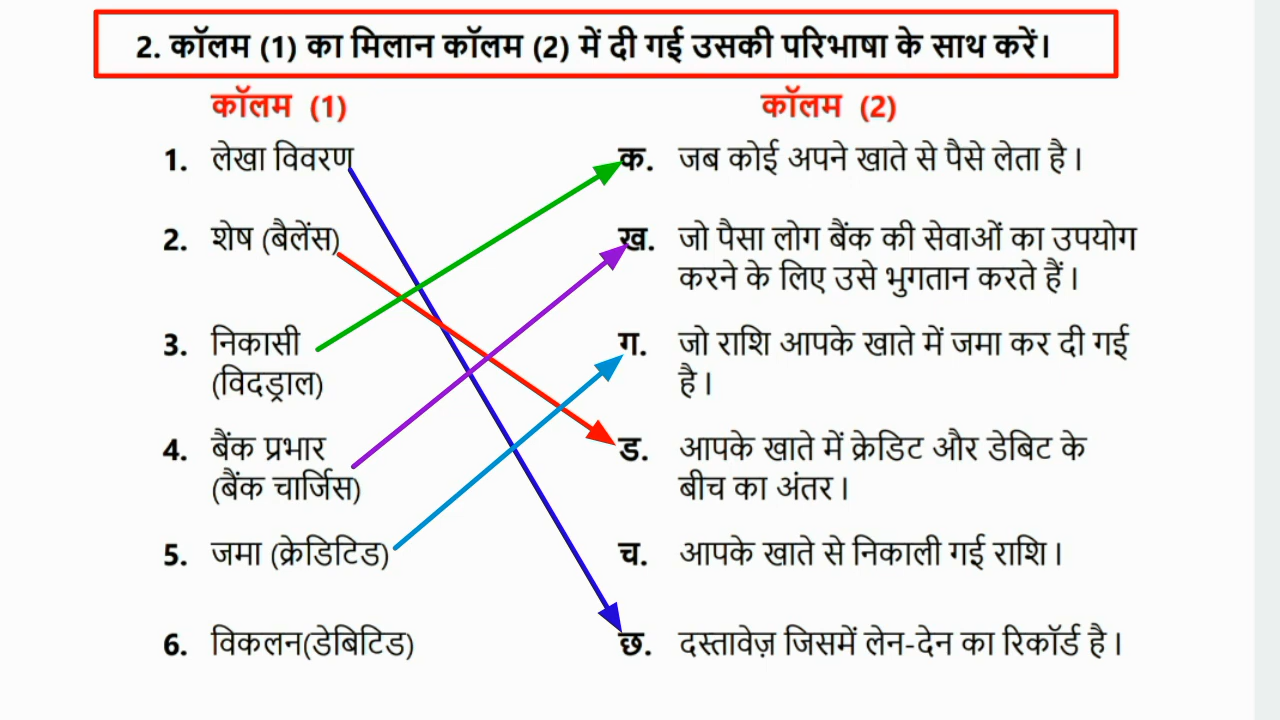 2. कॉलम (1) का मिलान कॉलम (2) में दी गई उसकी परिभाषा के साथ करें।
कॉलम (1) कॉलम (2)
1. लेखा विवरण क. जब कोई अपने खाते से पैसे लेता है।
2. शेष (बैलेंस) ख. जो पैसा लोग बैंक की सेवाओं का उपयोग
करने के लिए उसे भुगतान करते हैं।
3. निकासी ग. जो राशि आपके खाते में जमा कर दी गई
(विदड्राल) है।
4. बैंक प्रभार ड. आपके खाते में क्रेडिट और डेबिट के
(बैंक चार्जिस) बीच का अंतर।
5. जमा (क्रेडिटिड) च. आपके खाते से निकाली गई राशि।
6. विकलन(डेबिटिड) छ. दस्तावेज़ जिसमें लेन-देन का रिकॉर्ड है।